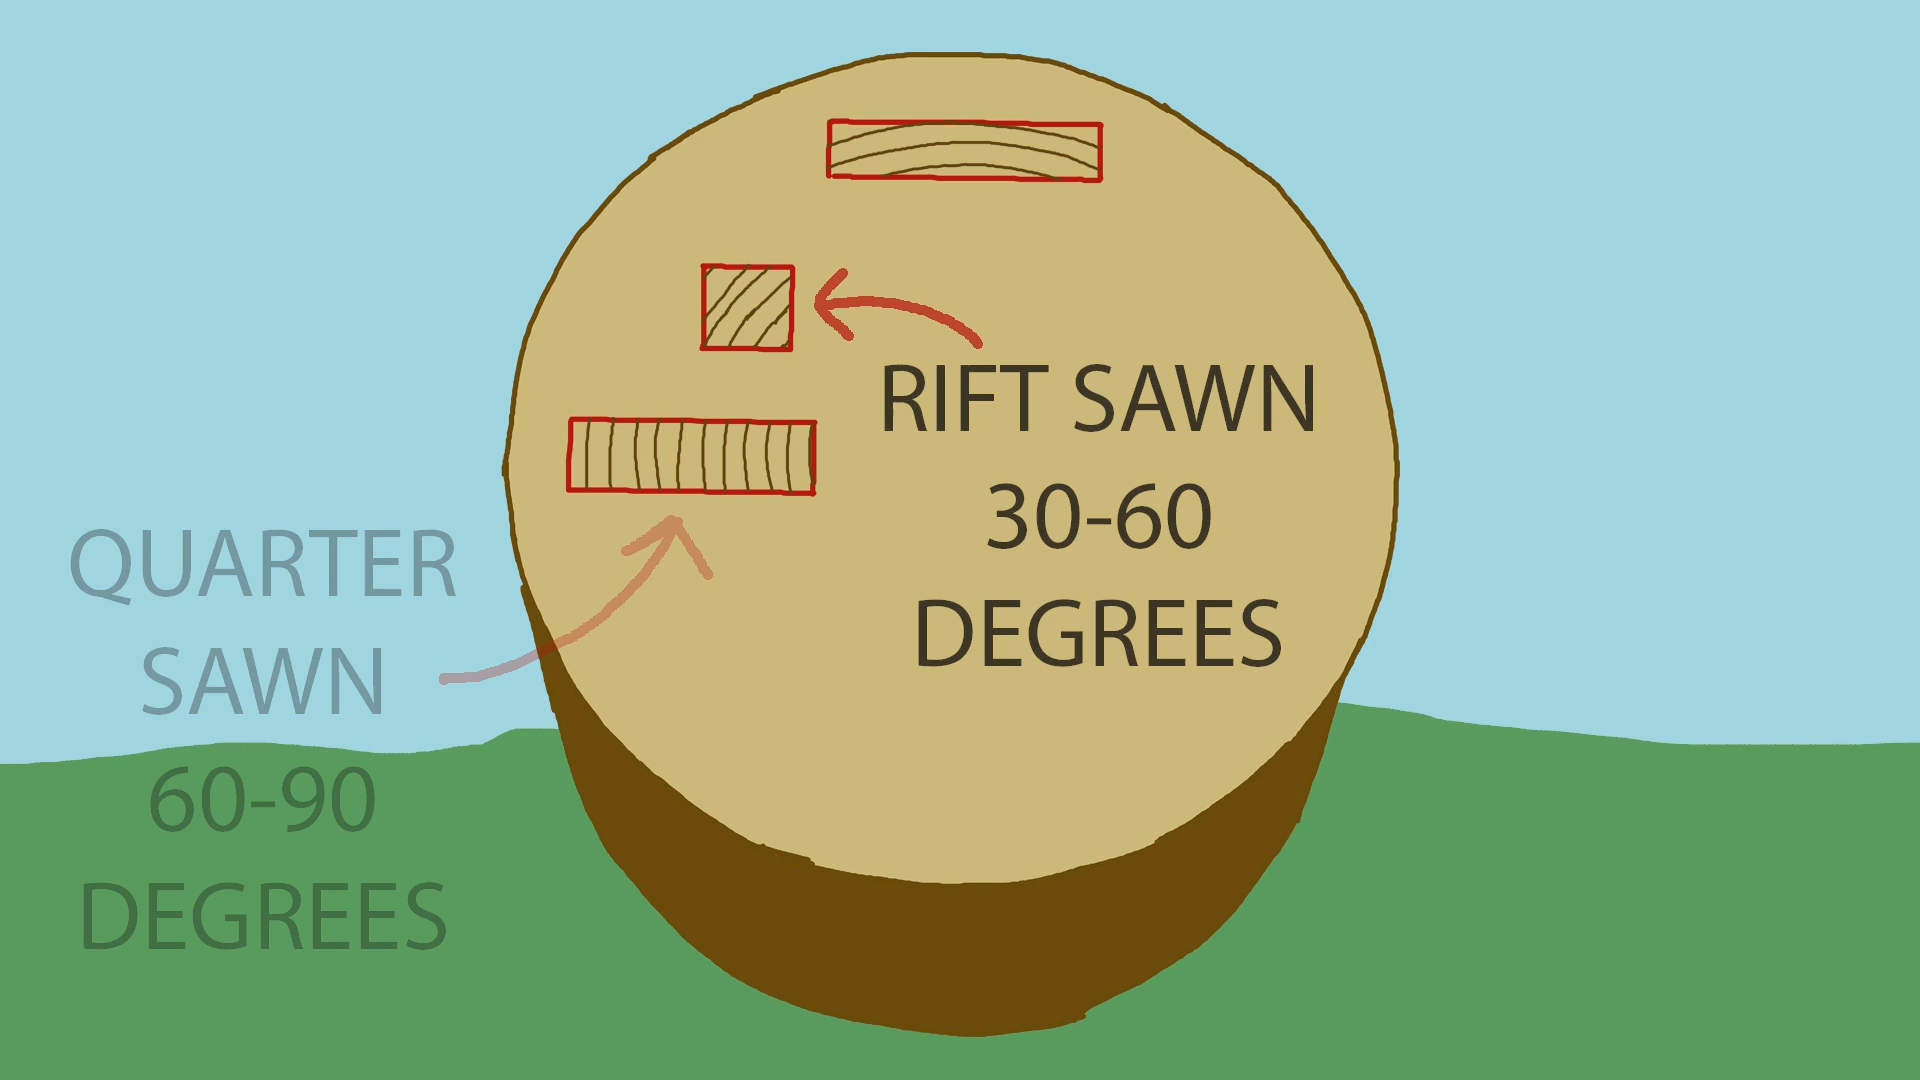 RIFT SAWN
30-60
DEGREES
QUARTER
SAWN
60-90
DEGREES